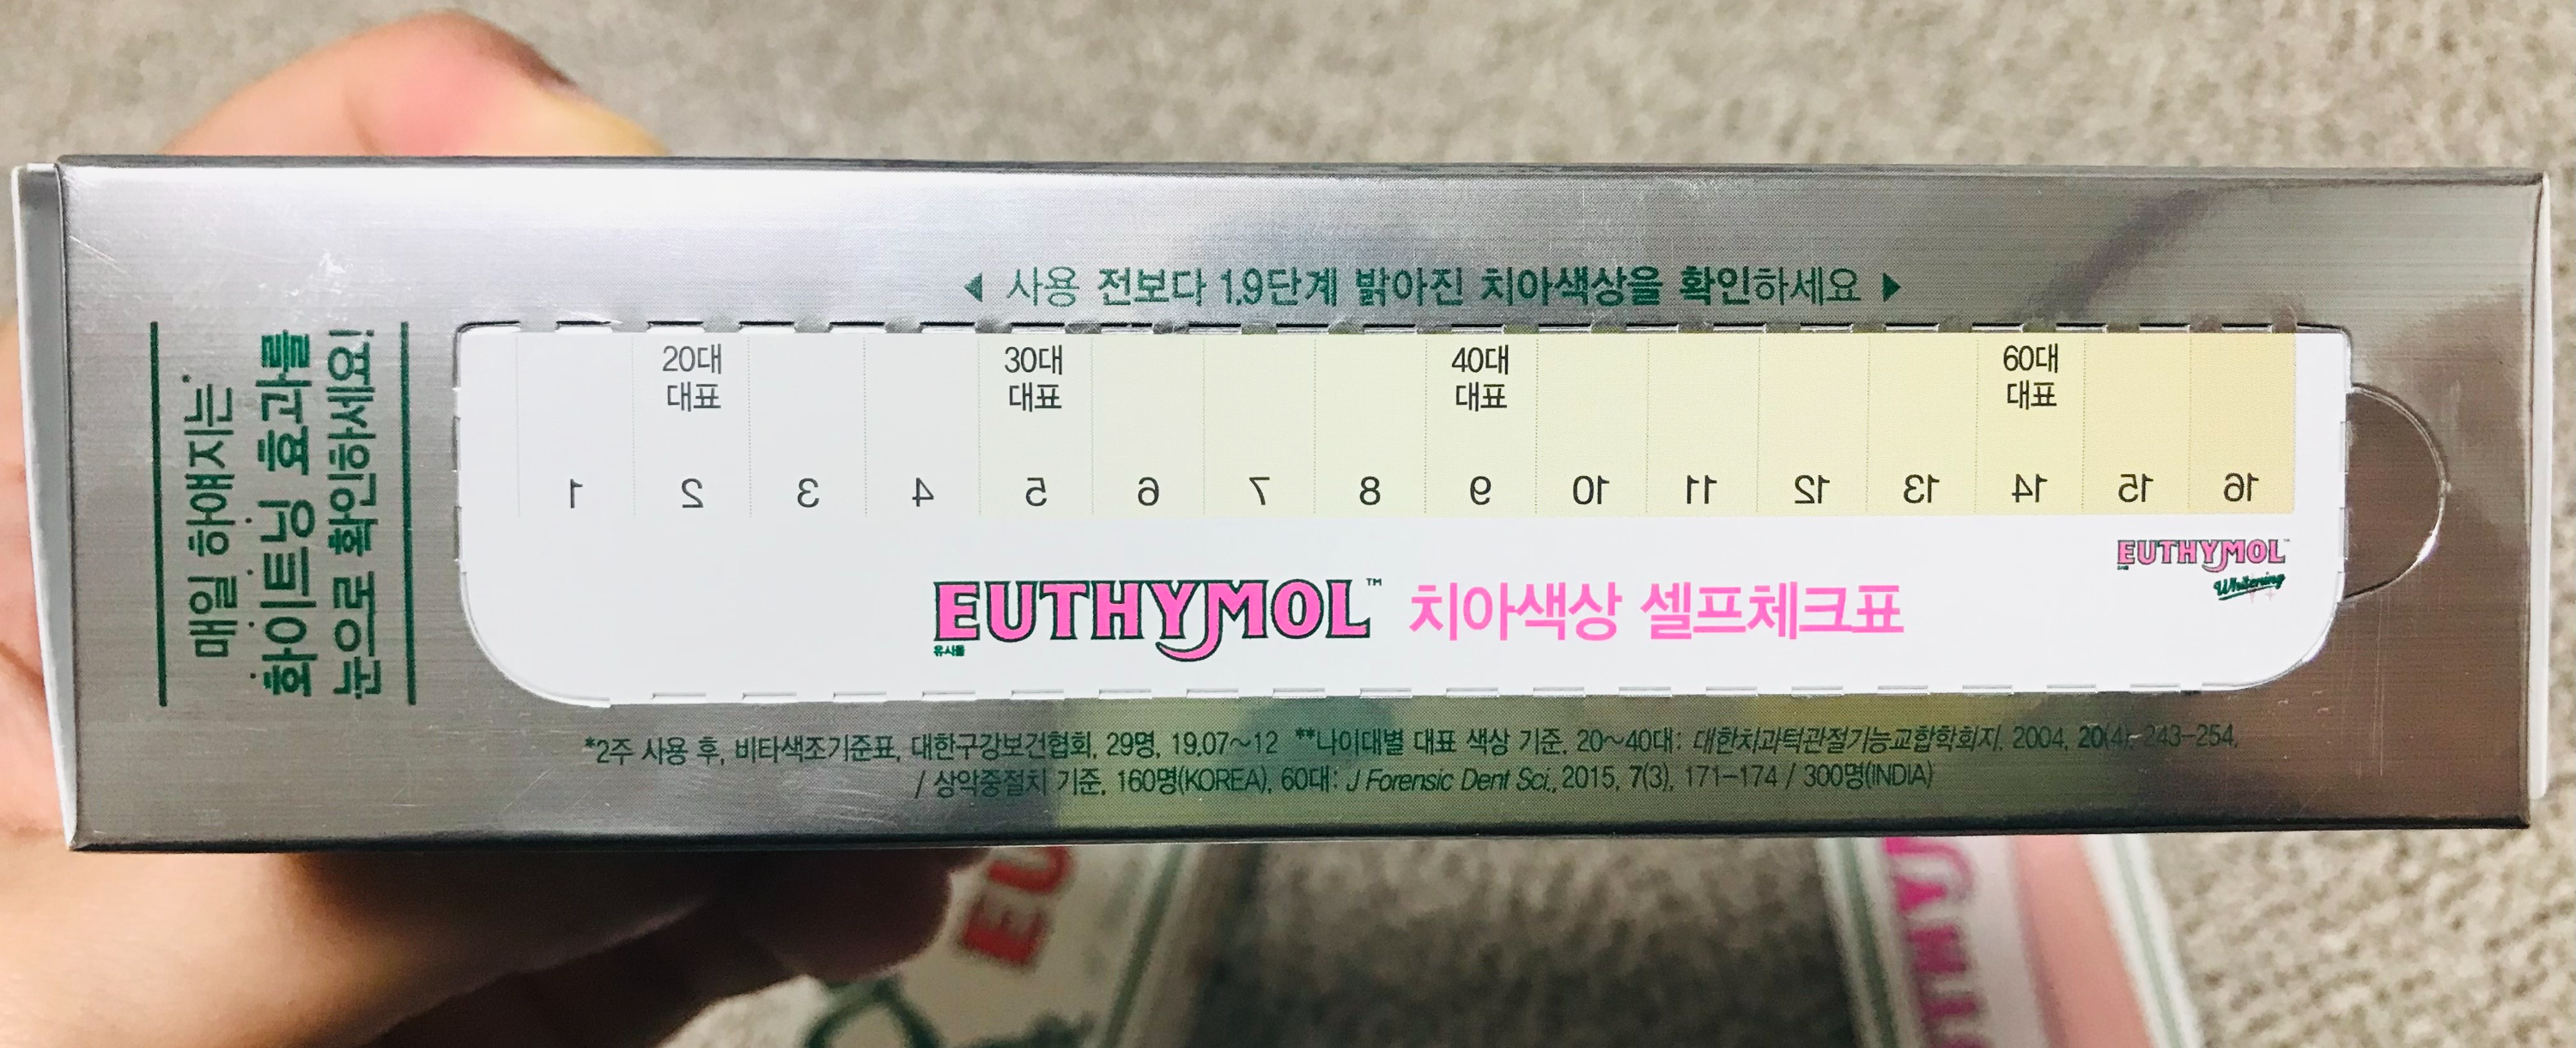 매일 하얘지는*
화이트닝 효과를
눈으로 확인하세요!
◀ 사용 전보다 1.9단계 밝아진 치아색상을 확인하세요 ▶
20대 30대 40대 60대
대표 대표 대표 대표
1 2 3 4 5 6 7 8 9 10 11 12 13 14 15 16
EUTHYMOL
Whitening
EUTHYMOL™ 치아색상 셀프체크표
유시몰
*2주 사용 후, 비타색조기준표, 대한구강보건협회, 29명, 19.07~12 **나이대별 대표 색상 기준, 20~40대: 대한치과턱관절기능교합학회지, 2004, 20(4), 243-254,
/ 상악중절치 기준, 160명(KOREA), 60대: J Forensic Dent Sci., 2015, 7(3), 171-174 / 300명(INDIA)
EU
THYM